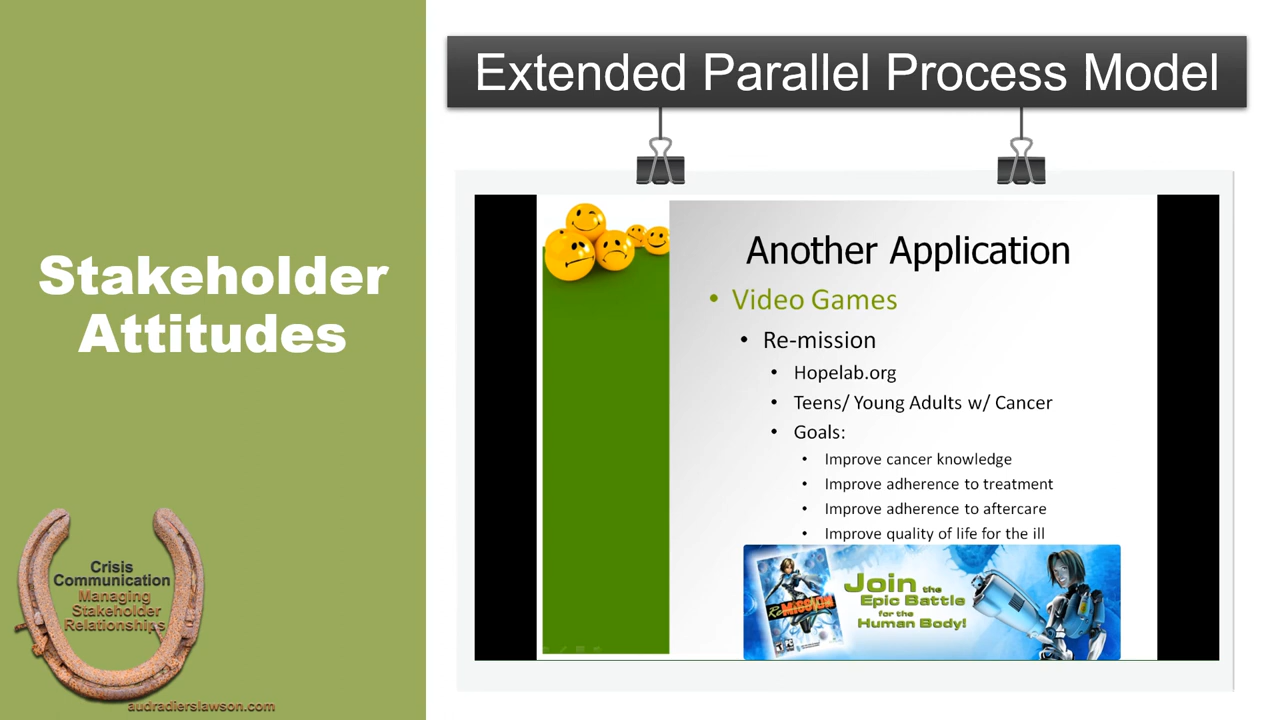 Extended Parallel Process Model
Stakeholder
Attitudes
Another Application
• Video Games
• Re-mission
• Hopelab.org
• Teens/ Young Adults w/ Cancer
• Goals:
• Improve cancer knowledge
• Improve adherence to treatment
• Improve adherence to aftercare
• Improve quality of life for the ill
Re-Mission
Join the
Epic Battle
for the
Human Body!
Crisis
Communication
Managing
Stakeholder
Relationships
audradierslawson.com